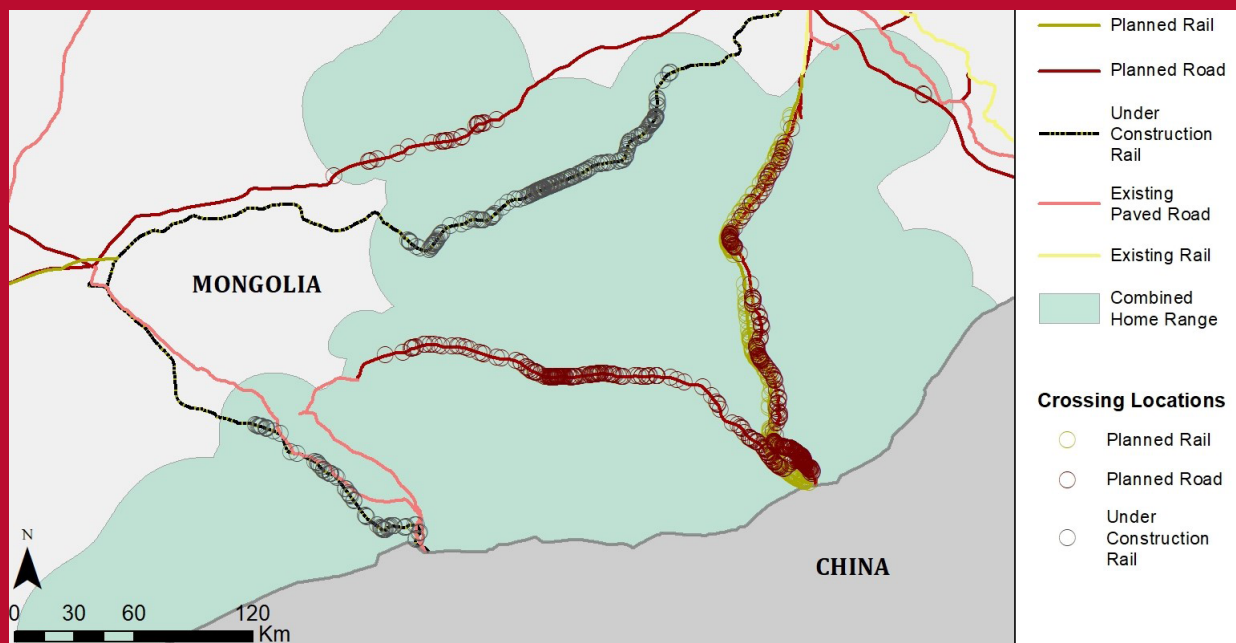 MONGOLIA
CHINA
N
0 30 60 120
Km
Planned Rail
Planned Road
Under
Construction
Rail
Existing
Paved Road
Existing Rail
Combined
Home Range
Crossing Locations
Planned Rail
Planned Road
Under
Construction
Rail